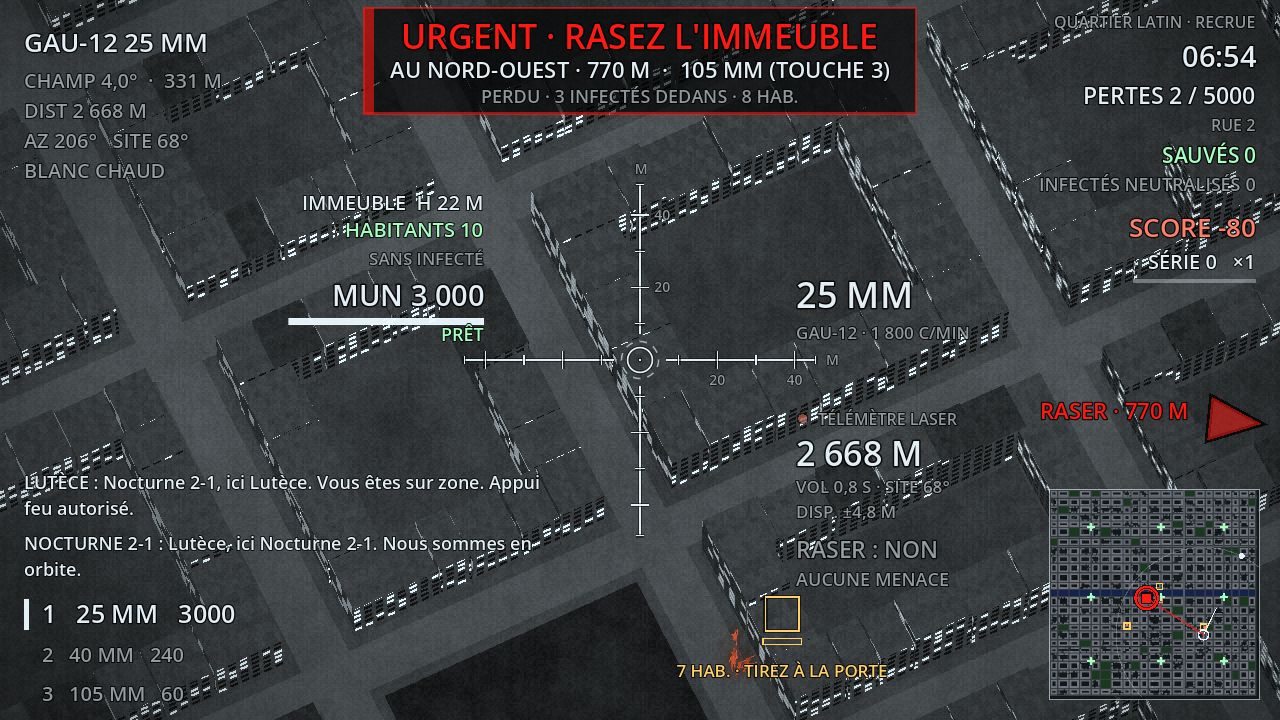 GAU-12 25 MM
CHAMP 4,0° · 331 M
DIST 2 668 M
AZ 206° SITE 68°
BLANC CHAUD
URGENT · RASEZ L'IMMEUBLE
AU NORD-OUEST · 770 M · 105 MM (TOUCHE 3)
PERDU · 3 INFECTÉS DEDANS · 8 HAB.
QUARTIER LATIN · RECRUE
06:54
PERTES 2 / 5000
RUE 2
SAUVÉS 0
INFECTÉS NEUTRALISÉS 0
SCORE -80
SÉRIE 0 ×1
IMMEUBLE H 22 M
HABITANTS 10
SANS INFECTÉ
MUN 3 000
PRÊT
M
40
20
M
20
40
25 MM
GAU-12 · 1 800 C/MIN
TÉLÉMÈTRE LASER
2 668 M
VOL 0,8 S · SITE 68°
DISP. ±4,8 M
RASER : NON
AUCUNE MENACE
RASER · 770 M
7 HAB. · TIREZ À LA PORTE
LUTÈCE : Nocturne 2-1, ici Lutèce. Vous êtes sur zone. Appui
feu autorisé.
NOCTURNE 2-1 : Lutèce, ici Nocturne 2-1. Nous sommes en
orbite.
1 25 MM 3000
2 40 MM 240
3 105 MM 60